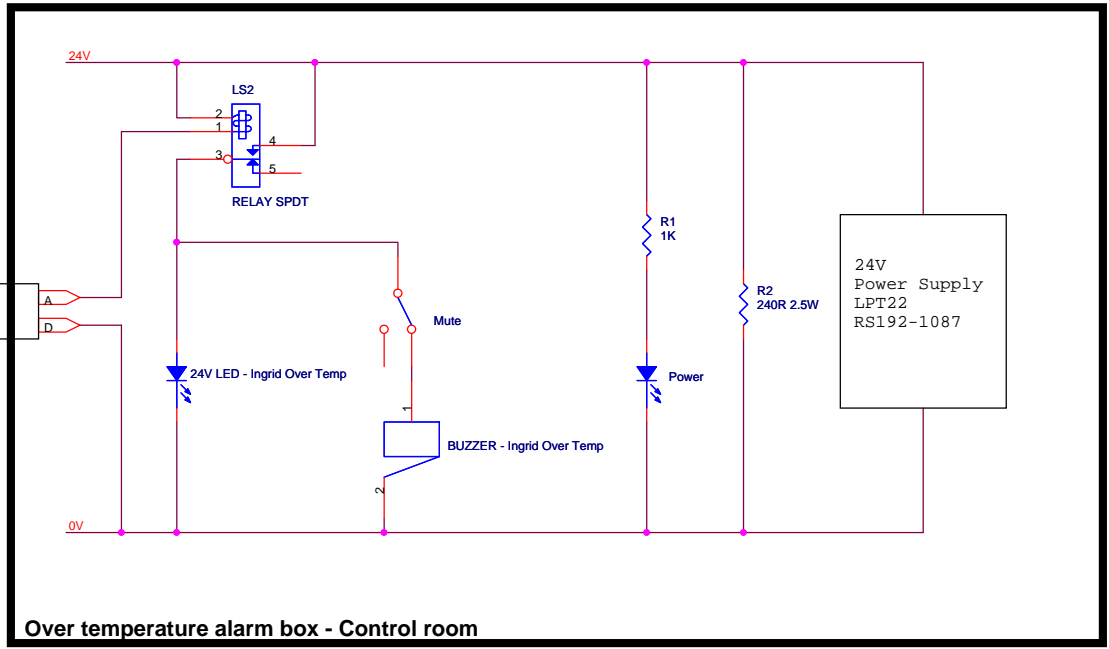 24V
LS2
2
1
4
3
5
RELAY SPDT
R1
1K
24V
Power Supply
LPT22
RS192-1087
A
R2
240R 2.5W
D
Mute
24V LED - Ingrid Over Temp
Power
1
BUZZER - Ingrid Over Temp
2
0V
Over temperature alarm box - Control room